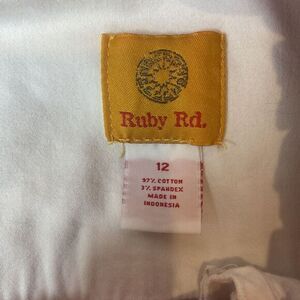 Ruby Rd.
12
97% COTTON
3% SPANDEX
MADE IN
INDONESIA